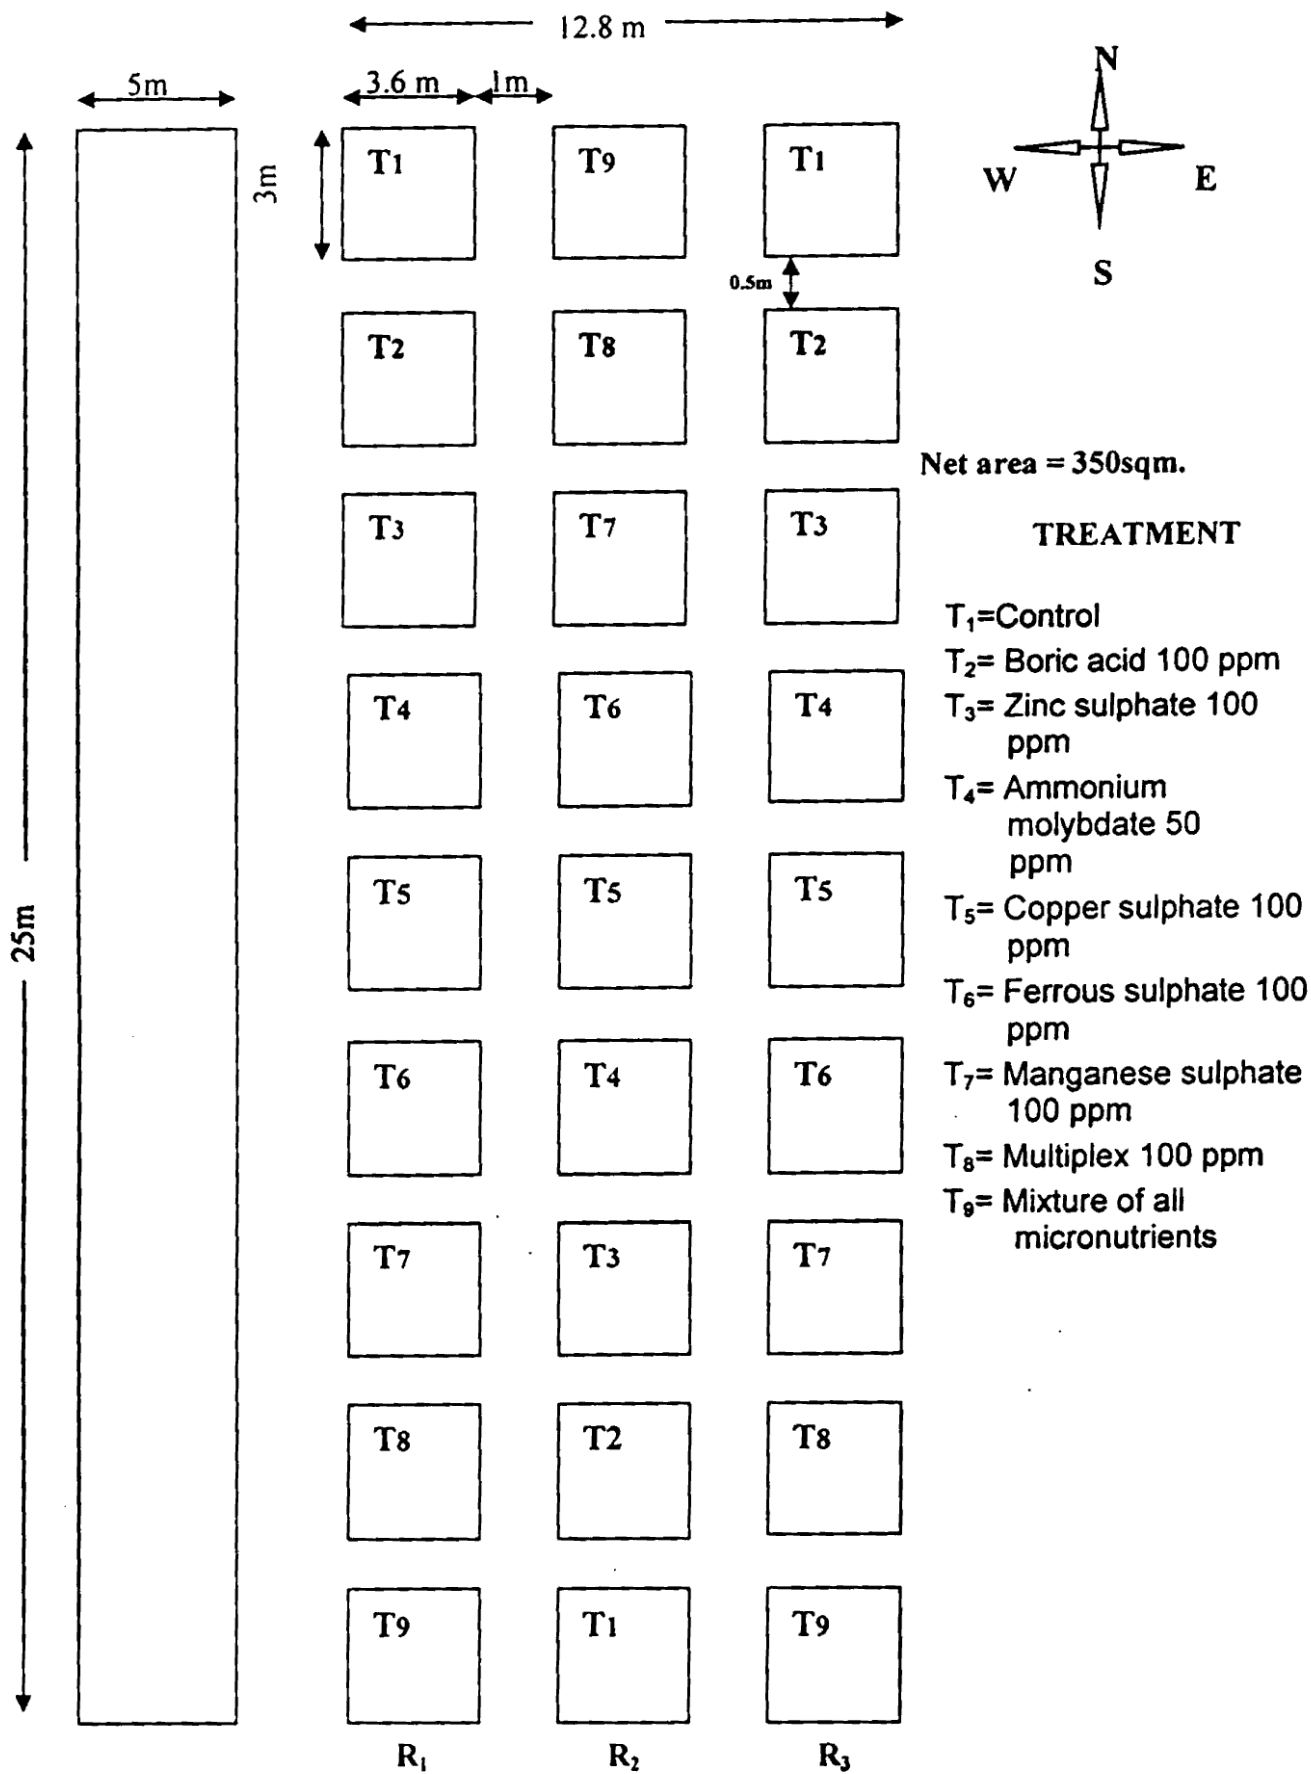 12.8 m
5m
3.6 m
1m
N
W
E
S
3m
T1
T9
T1
0.5m
T2
T8
T2
Net area = 350sqm.
T3
T7
T3
TREATMENT
T₁=Control
T₂= Boric acid 100 ppm
T₃= Zinc sulphate 100
ppm
T4
T6
T4
T₄= Ammonium
molybdate 50
ppm
T5
T5
T5
T₅= Copper sulphate 100
ppm
25m
T₆= Ferrous sulphate 100
ppm
T6
T4
T6
T₇= Manganese sulphate
100 ppm
T₈= Multiplex 100 ppm
T₉= Mixture of all
micronutrients
T7
T3
T7
T8
T2
T8
T9
T1
T9
R₁
R₂
R₃